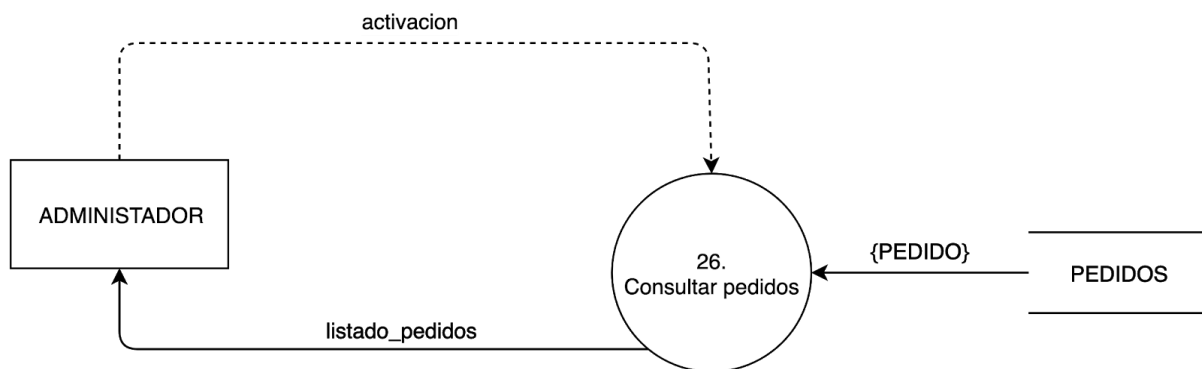 activacion
ADMINISTADOR
26.
Consultar pedidos
{PEDIDO}
PEDIDOS
listado_pedidos